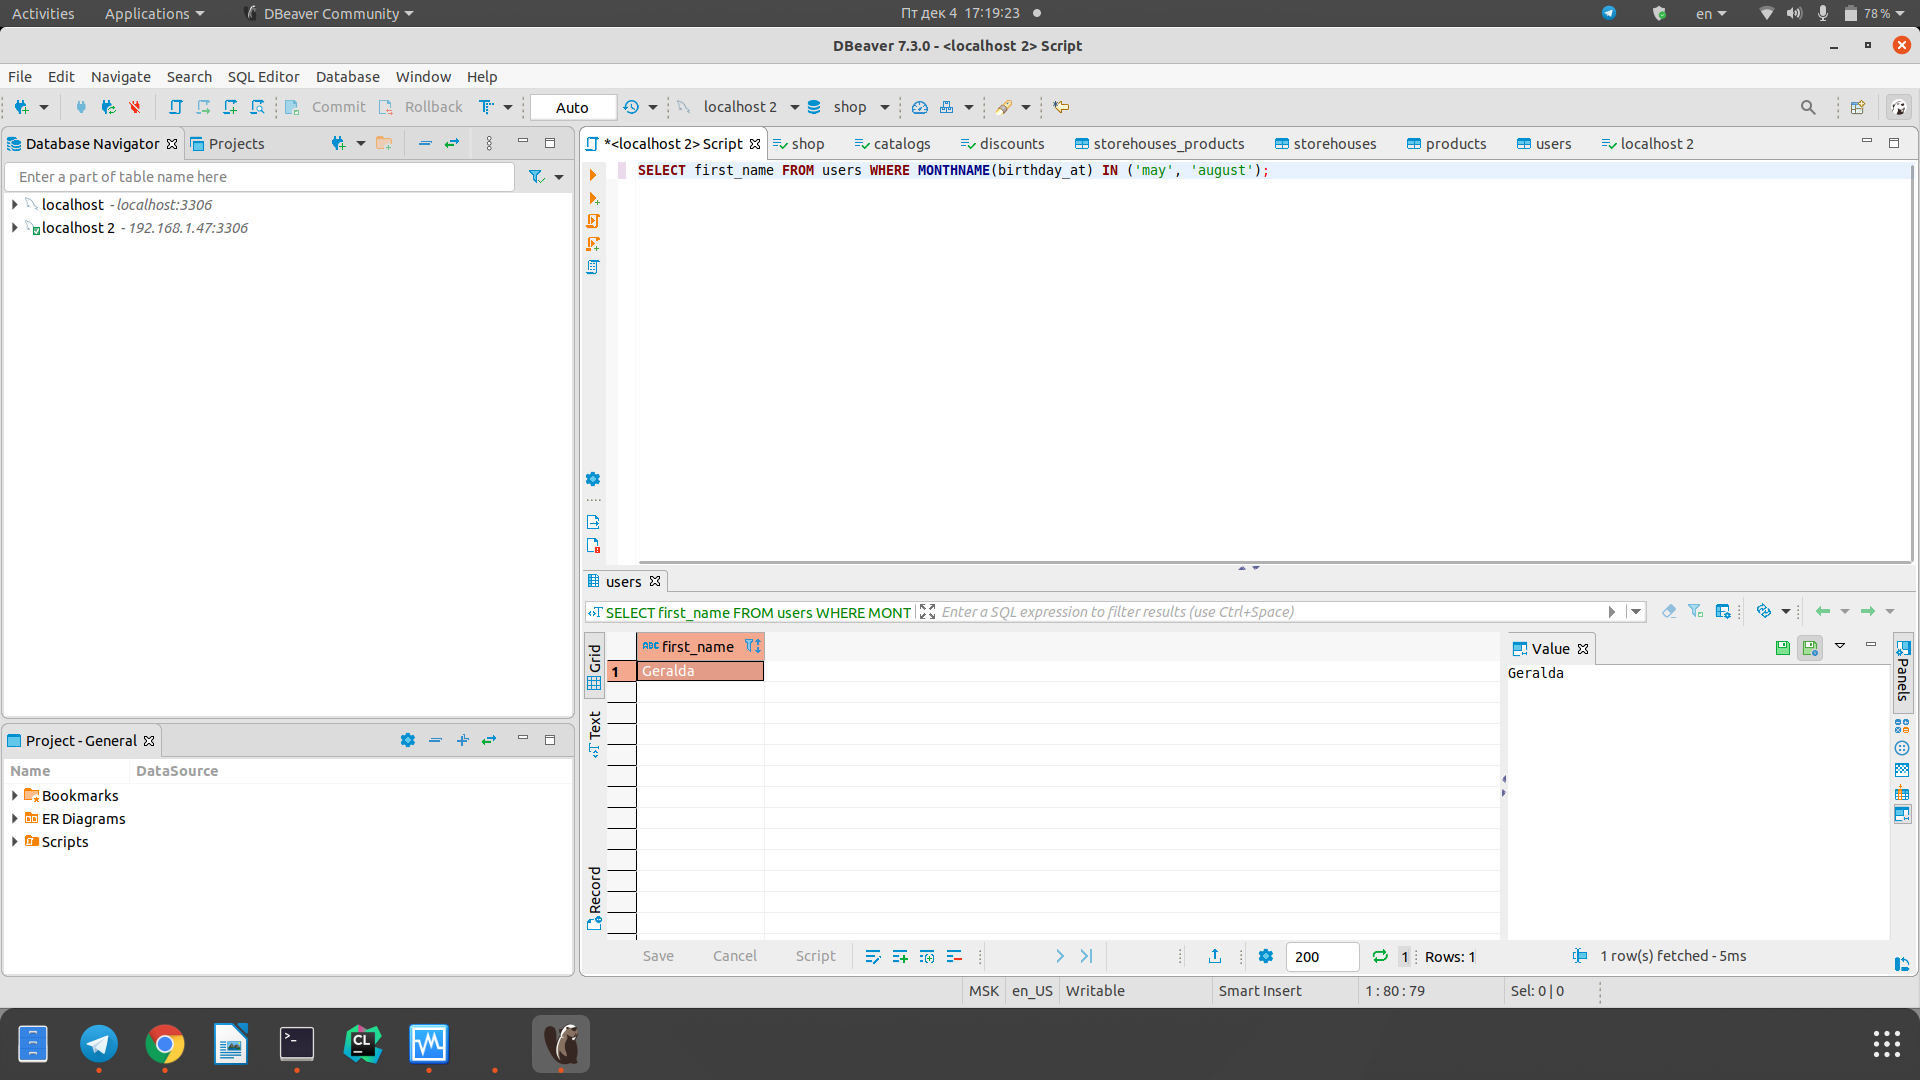 Activities Applications DBeaver Community Пт дек 4 17:19:23 en 78 %
DBeaver 7.3.0 - <localhost 2> Script
File Edit Navigate Search SQL Editor Database Window Help
Commit Rollback Auto localhost 2 shop
Database Navigator Projects
*<localhost 2> Script shop catalogs discounts storehouses_products storehouses products users localhost 2
Enter a part of table name here
localhost - localhost:3306
localhost 2 - 192.168.1.47:3306
SELECT first_name FROM users WHERE MONTHNAME(birthday_at) IN ('may', 'august');
Project - General
Name DataSource
Bookmarks
ER Diagrams
Scripts
users
SELECT first_name FROM users WHERE MONT Enter a SQL expression to filter results (use Ctrl+Space)
Grid
Text
Record
ABC first_name
1 Geralda
Value
Geralda
Panels
Save Cancel Script 200 1 Rows: 1 1 row(s) fetched - 5ms
MSK en_US Writable Smart Insert 1 : 80 : 79 Sel: 0 | 0
CL